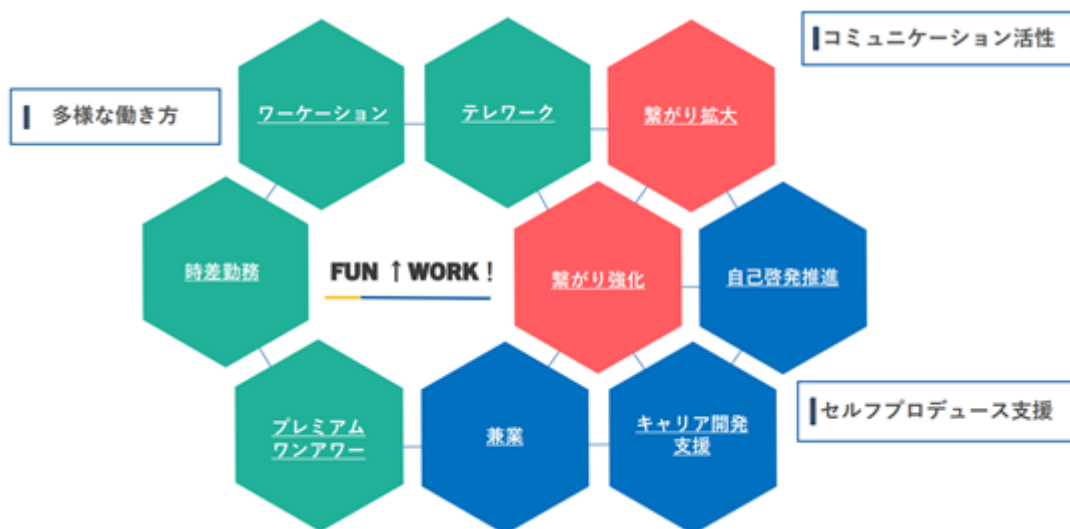 コミュニケーション活性
多様な働き方
ワーケーション
テレワーク
繋がり拡大
時差勤務
FUN ↑WORK!
繋がり強化
自己啓発推進
プレミアム
ワンアワー
兼業
キャリア開発
支援
セルフプロデュース支援